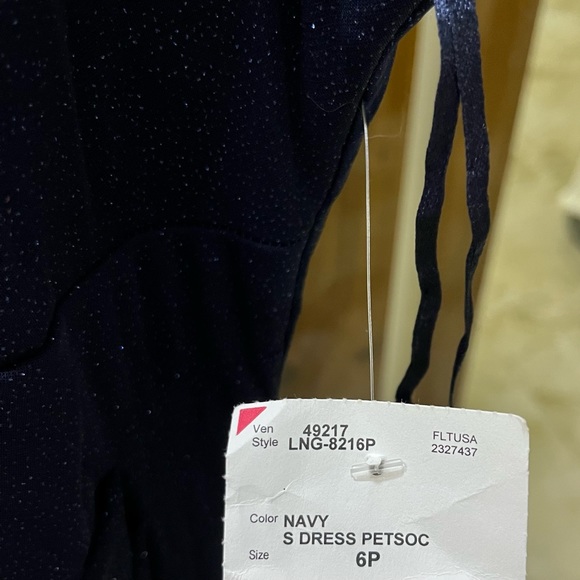 Ven 49217 FLTUSA
Style LNG-8216P 2327437
Color NAVY
S DRESS PETSOC
Size 6P